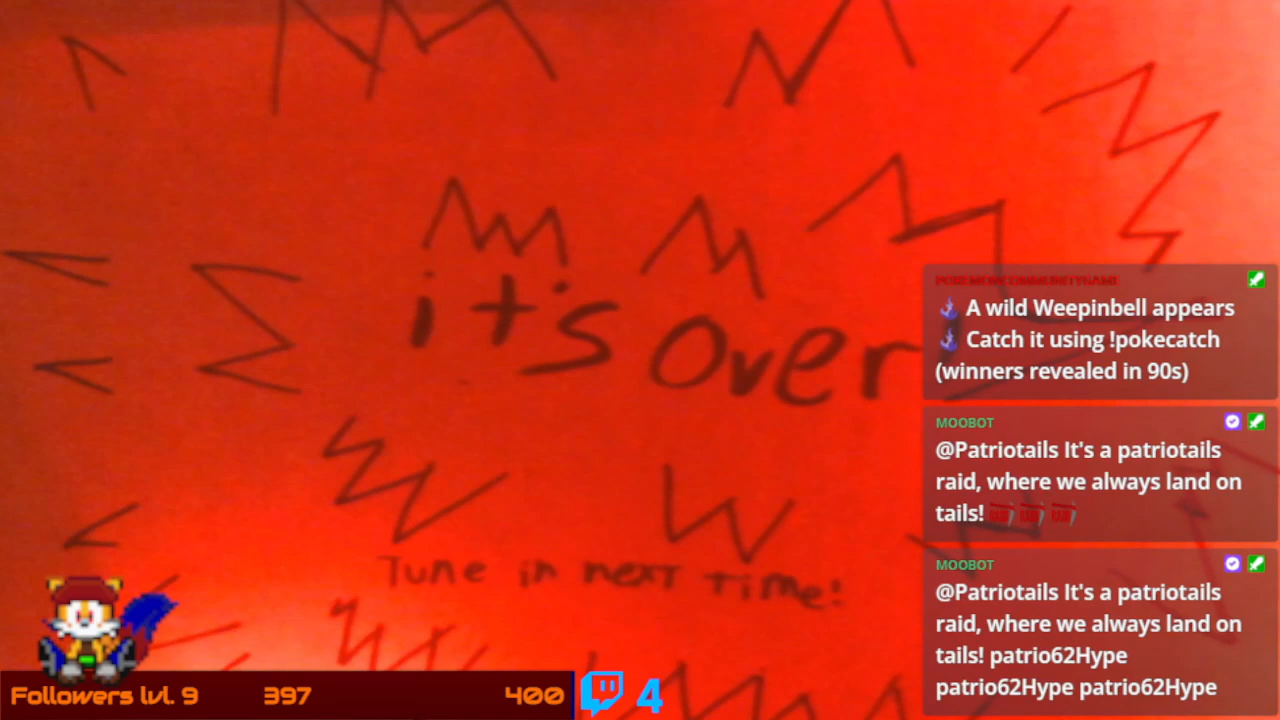 it's over
🔥 A wild Weepinbell appears
🔥 Catch it using !pokecatch
(winners revealed in 90s)
MOOBOT
@Patriotails It's a patriotails
raid, where we always land on
tails!
MOOBOT
@Patriotails It's a patriotails
raid, where we always land on
tails! patrio62Hype
patrio62Hype patrio62Hype
Tune in next time!
Followers lvl. 9 397 400
4